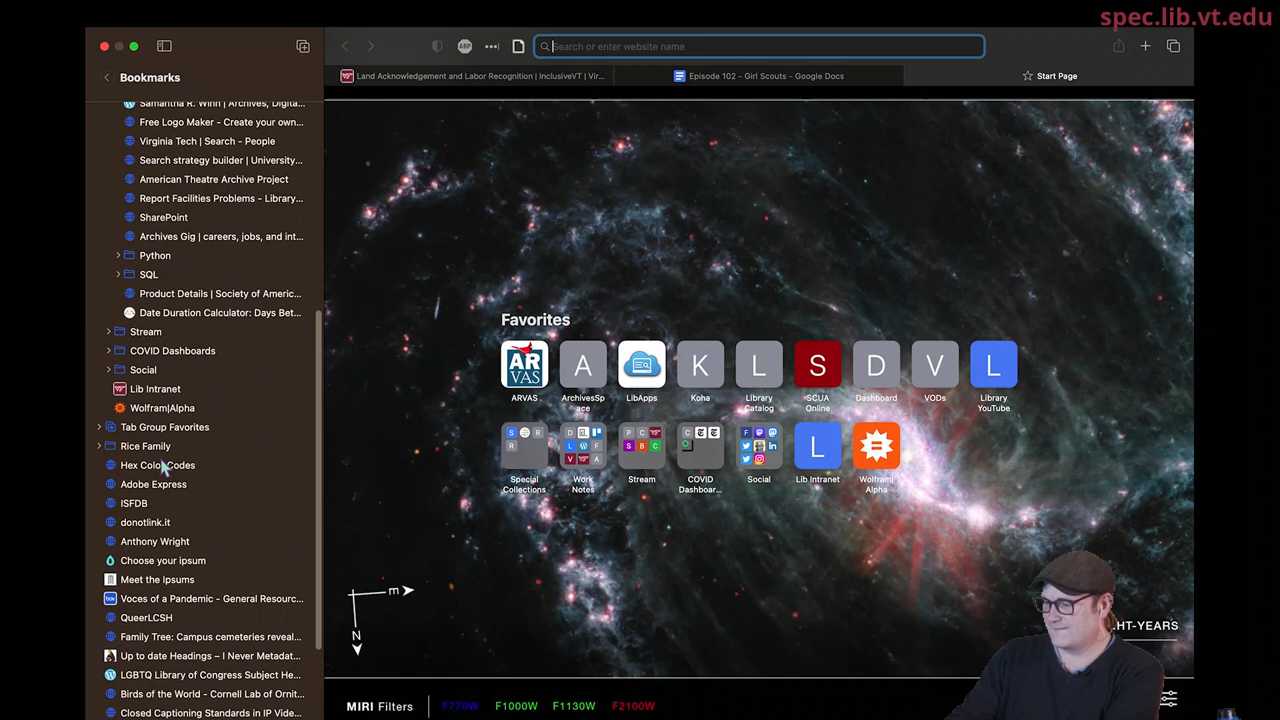 spec.lib.vt.edu
Search or enter website name
Bookmarks
Land Acknowledgement and Labor Recognition | InclusiveVT | Vir...
Episode 102 - Girl Scouts - Google Docs
Start Page
Samantha R. Winn | Archives, Digita...
Free Logo Maker - Create your own...
Virginia Tech | Search - People
Search strategy builder | University...
American Theatre Archive Project
Report Facilities Problems - Library...
SharePoint
Archives Gig | careers, jobs, and int...
Python
SQL
Product Details | Society of Americ...
Date Duration Calculator: Days Bet...
Stream
COVID Dashboards
Social
Lib Intranet
Wolfram|Alpha
Tab Group Favorites
Rice Family
Hex Color Codes
Adobe Express
ISFDB
donotlink.it
Anthony Wright
Choose your ipsum
Meet the Ipsums
Voces of a Pandemic - General Resourc...
QueerLCSH
Family Tree: Campus cemeteries reveal...
Up to date Headings – I Never Metadat...
LGBTQ Library of Congress Subject He...
Birds of the World - Cornell Lab of Ornit...
Closed Captioning Standards in IP Vide...
Favorites
AR
VAS
A
K
L
S
D
V
L
ARVAS
ArchivesSp
ace
LibApps
Koha
Library
Catalog
SCUA
Online
Dashboard
VODs
Library
YouTube
L
Special
Collections
Work
Notes
Stream
COVID
Dashboar...
Social
Lib Intranet
Wolfram|
Alpha
E
N
HT-YEARS
MIRI Filters
F770W
F1000W
F1130W
F2100W